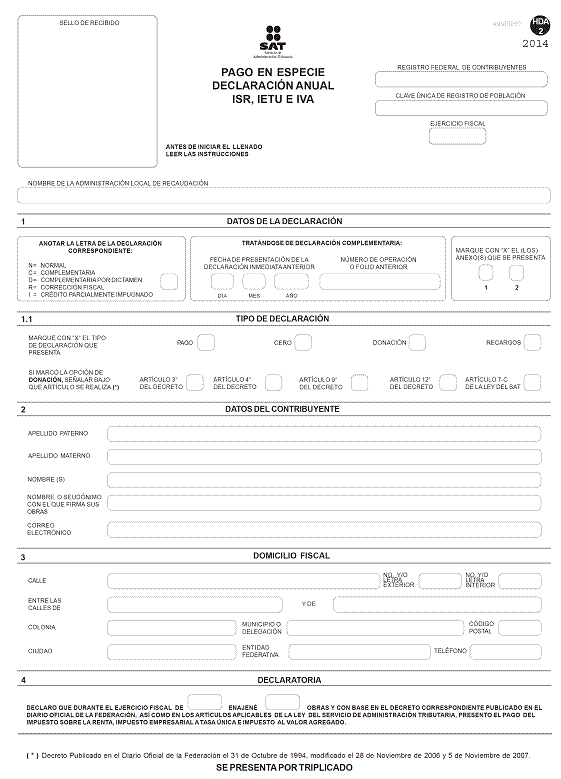 SELLO DE RECIBIDO
HDA
2
2014
SAT
Servicio de
Administración Tributaria
PAGO EN ESPECIE
DECLARACIÓN ANUAL
ISR, IETU E IVA
REGISTRO FEDERAL DE CONTRIBUYENTES
CLAVE ÚNICA DE REGISTRO DE POBLACIÓN
EJERCICIO FISCAL
ANTES DE INICIAR EL LLENADO
LEER LAS INSTRUCCIONES
NOMBRE DE LA ADMINISTRACIÓN LOCAL DE RECAUDACIÓN
1 DATOS DE LA DECLARACIÓN
ANOTAR LA LETRA DE LA DECLARACIÓN
CORRESPONDIENTE:
N= NORMAL
C= COMPLEMENTARIA
D= COMPLEMENTARIA POR DICTAMEN
R= CORRECCIÓN FISCAL
I = CRÉDITO PARCIALMENTE IMPUGNADO
TRATÁNDOSE DE DECLARACIÓN COMPLEMENTARIA:
FECHA DE PRESENTACIÓN DE LA
DECLARACIÓN INMEDIATA ANTERIOR
DIA MES AÑO
NÚMERO DE OPERACIÓN
O FOLIO ANTERIOR
MARQUE CON "X" EL (LOS)
ANEXO(S) QUE SE PRESENTA
1 2
1.1 TIPO DE DECLARACIÓN
MARQUE CON "X" EL TIPO
DE DECLARACIÓN QUE
PRESENTA
PAGO CERO DONACIÓN RECARGOS
SI MARCÓ LA OPCIÓN DE
DONACIÓN, SEÑALAR BAJO
QUE ARTÍCULO SE REALIZA (*)
ARTÍCULO 3°
DEL DECRETO
ARTÍCULO 4°
DEL DECRETO
ARTÍCULO 9°
DEL DECRETO
ARTÍCULO 12°
DEL DECRETO
ARTÍCULO 7-C
DE LA LEY DEL SAT
2 DATOS DEL CONTRIBUYENTE
APELLIDO PATERNO
APELLIDO MATERNO
NOMBRE (S)
NOMBRE O SEUDÓNIMO
CON EL QUE FIRMA SUS
OBRAS
CORREO
ELECTRÓNICO
3 DOMICILIO FISCAL
CALLE
NO. Y/O
LETRA
EXTERIOR
NO. Y/O
LETRA
INTERIOR
ENTRE LAS
CALLES DE
Y DE
COLONIA
MUNICIPIO O
DELEGACIÓN
CÓDIGO
POSTAL
CIUDAD
ENTIDAD
FEDERATIVA
TELÉFONO
4 DECLARATORIA
DECLARO QUE DURANTE EL EJERCICIO FISCAL DE ENAJENÉ OBRAS Y CON BASE EN EL DECRETO CORRESPONDIENTE PUBLICADO EN EL
DIARIO OFICIAL DE LA FEDERACIÓN, ASÍ COMO EN LOS ARTÍCULOS APLICABLES DE LA LEY DEL SERVICIO DE ADMINISTRACIÓN TRIBUTARIA, PRESENTO EL PAGO DEL
IMPUESTO SOBRE LA RENTA, IMPUESTO EMPRESARIAL A TASA ÚNICA E IMPUESTO AL VALOR AGREGADO.
( * ) Decreto Publicado en el Diario Oficial de la Federación el 31 de Octubre de 1994, modificado el 28 de Noviembre de 2006 y 5 de Noviembre de 2007.
SE PRESENTA POR TRIPLICADO